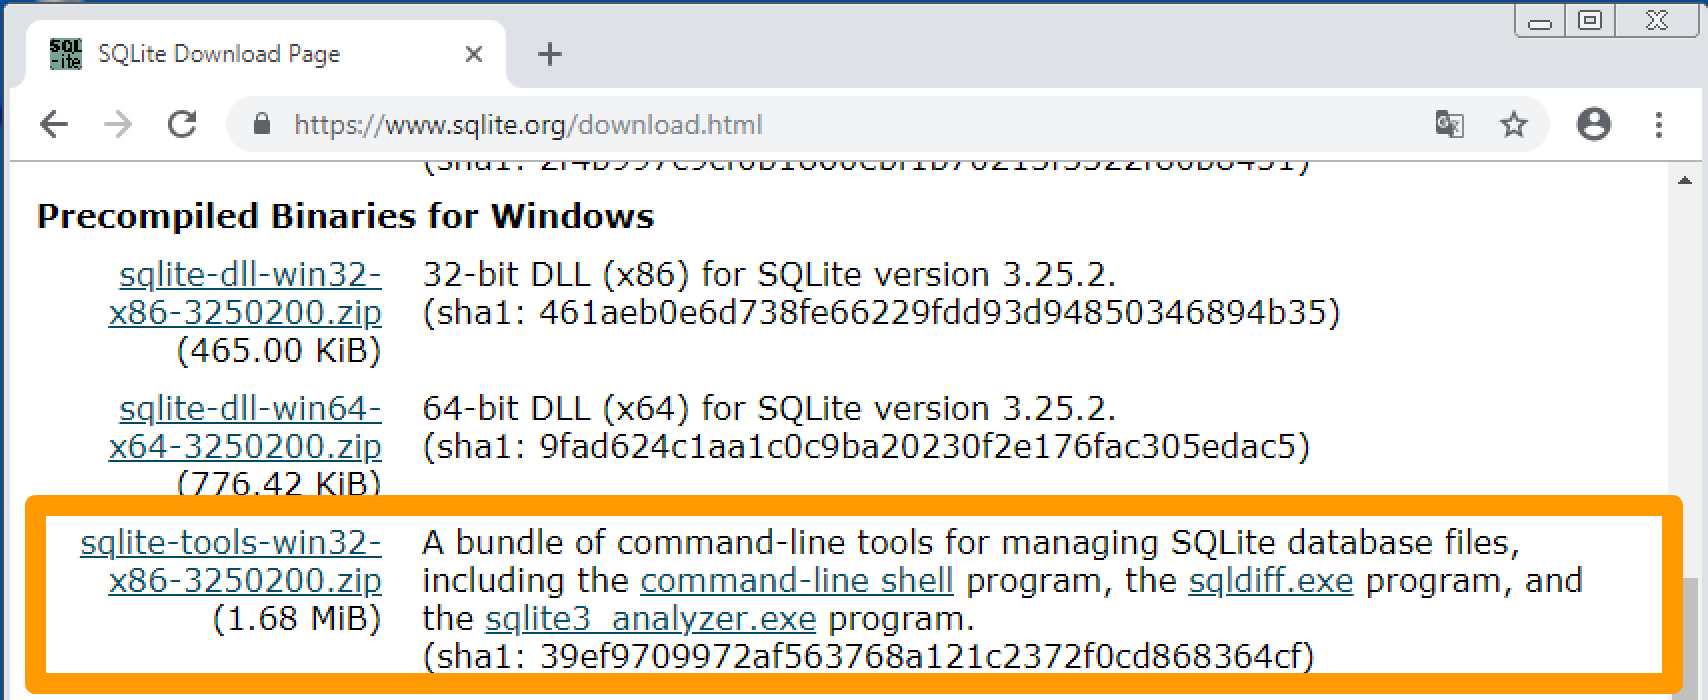 SQL
-ite
SQLite Download Page
https://www.sqlite.org/download.html
Precompiled Binaries for Windows
sqlite-dll-win32-
x86-3250200.zip
(465.00 KiB)
32-bit DLL (x86) for SQLite version 3.25.2.
(sha1: 461aeb0e6d738fe66229fdd93d94850346894b35)
sqlite-dll-win64-
x64-3250200.zip
(776.42 KiB)
64-bit DLL (x64) for SQLite version 3.25.2.
(sha1: 9fad624c1aa1c0c9ba20230f2e176fac305edac5)
sqlite-tools-win32-
x86-3250200.zip
(1.68 MiB)
A bundle of command-line tools for managing SQLite database files,
including the command-line shell program, the sqldiff.exe program, and
the sqlite3_analyzer.exe program.
(sha1: 39ef9709972af563768a121c2372f0cd868364cf)